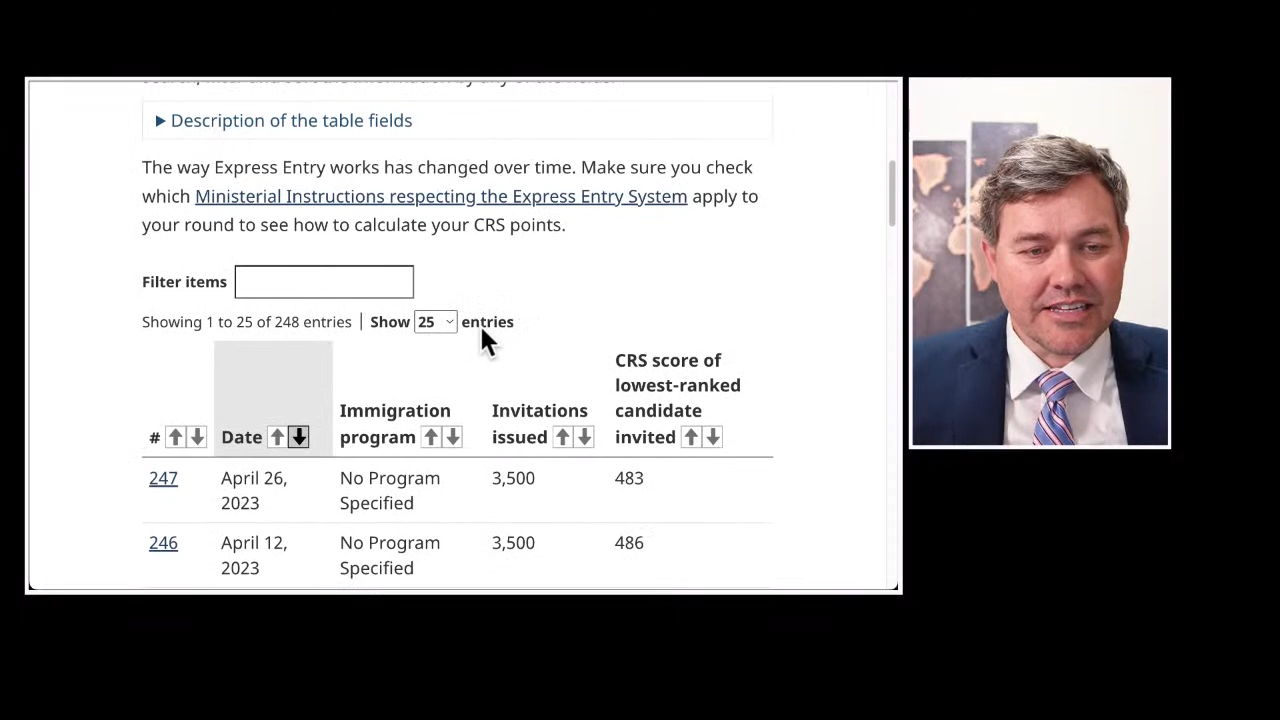 ▶ Description of the table fields
The way Express Entry works has changed over time. Make sure you check
which Ministerial Instructions respecting the Express Entry System apply to
your round to see how to calculate your CRS points.
Filter items
Showing 1 to 25 of 248 entries | Show 25 entries
# Date Immigration program Invitations issued CRS score of lowest-ranked candidate invited
247 April 26, 2023 No Program Specified 3,500 483
246 April 12, 2023 No Program Specified 3,500 486